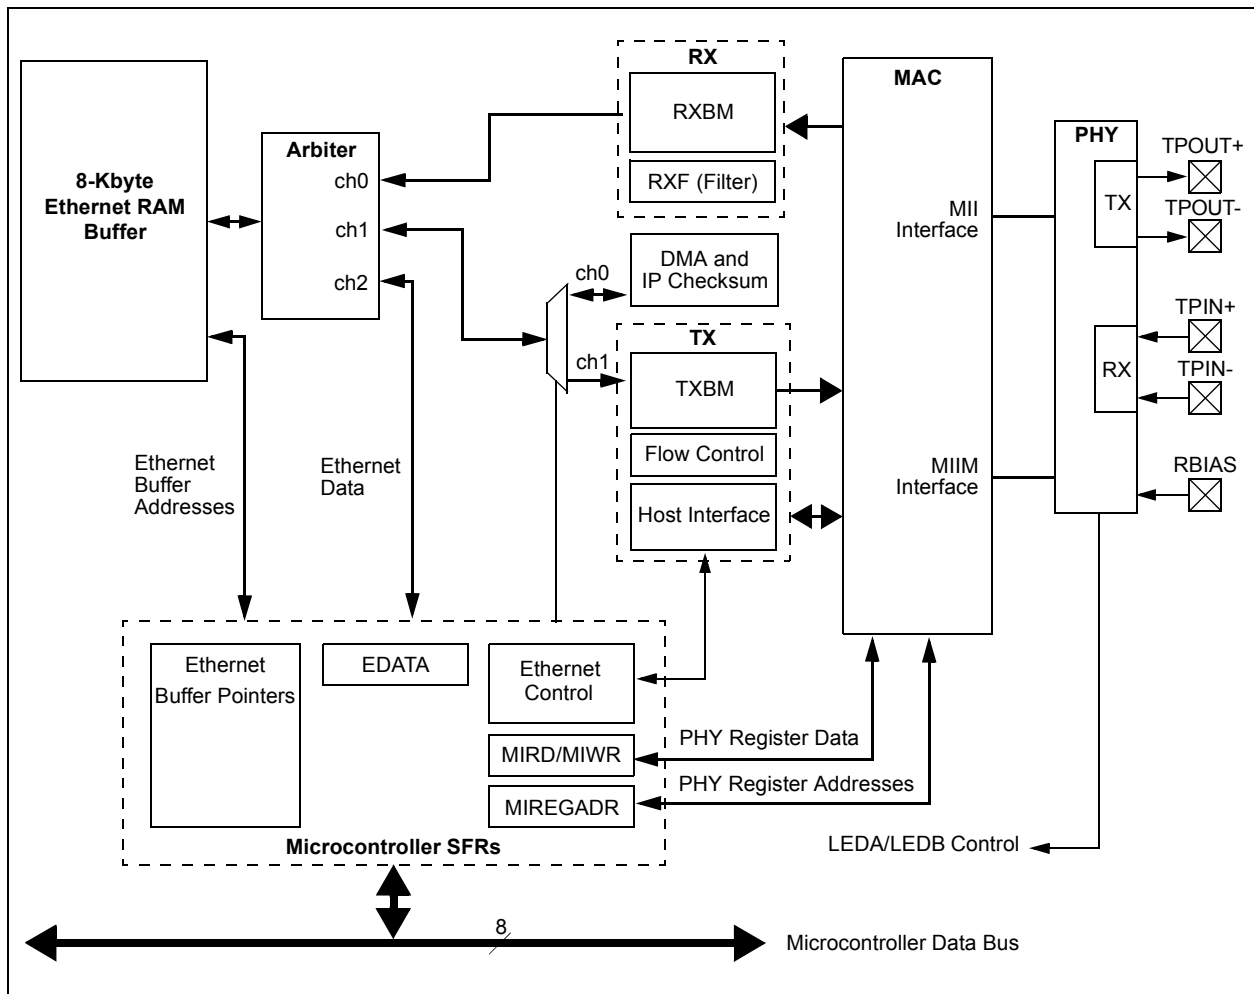 8-Kbyte
Ethernet RAM
Buffer
Arbiter
ch0
ch1
ch2
RX
RXBM
RXF (Filter)
DMA and
IP Checksum
ch0
ch1
TX
TXBM
Flow Control
Host Interface
MAC
MII
Interface
MIIM
Interface
PHY
TX
RX
TPOUT+
TPOUT-
TPIN+
TPIN-
RBIAS
Ethernet
Buffer
Addresses
Ethernet
Data
Ethernet
Buffer Pointers
EDATA
Ethernet
Control
MIRD/MIWR
MIREGADR
Microcontroller SFRs
PHY Register Data
PHY Register Addresses
LEDA/LEDB Control
8
Microcontroller Data Bus